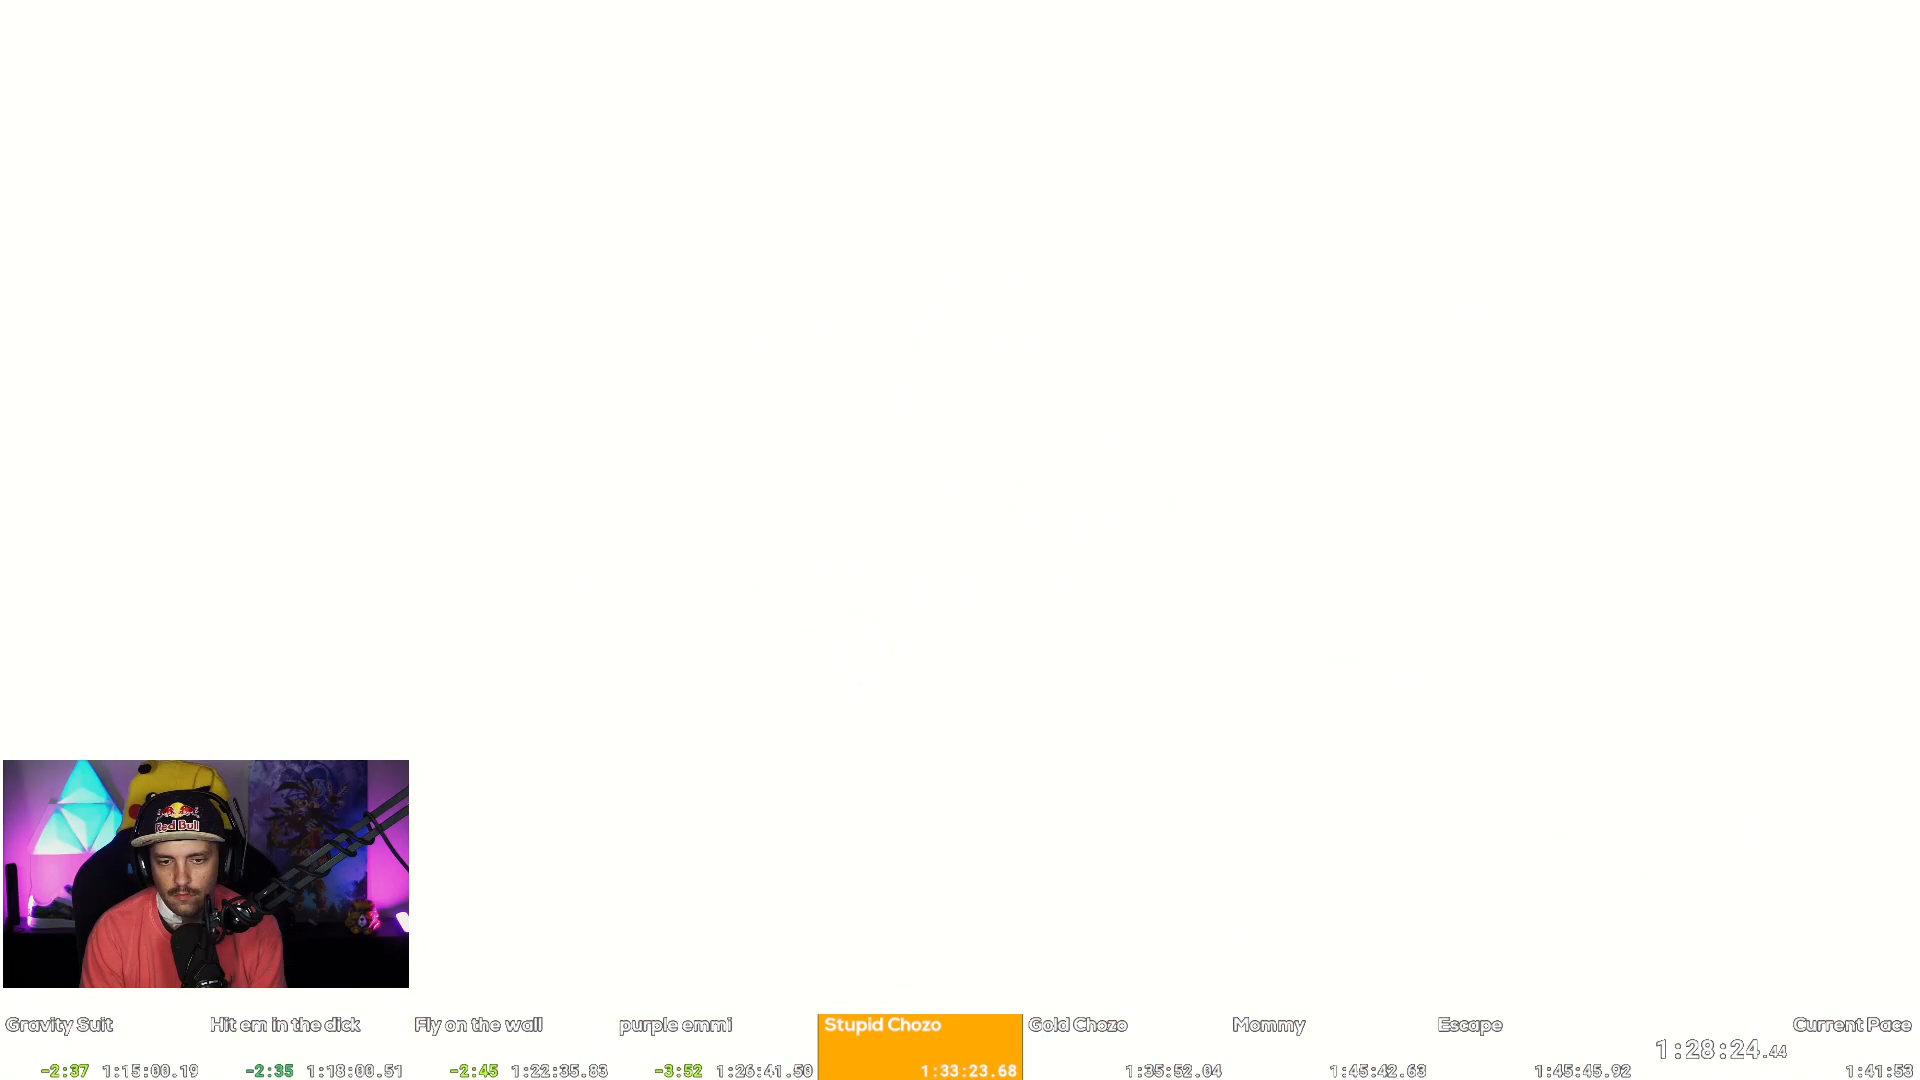 Red Bull
Gravity Suit
-2:37 1:15:00.19
Hit em in the dick
-2:35 1:18:00.51
Fly on the wall
-2:45 1:22:35.83
purple emmi
-3:52 1:26:41.50
Stupid Chozo
1:33:23.68
Gold Chozo
1:35:52.04
Mommy
1:45:42.63
Escape
1:45:45.92
1:28:24.44
Current Pace
1:41:53